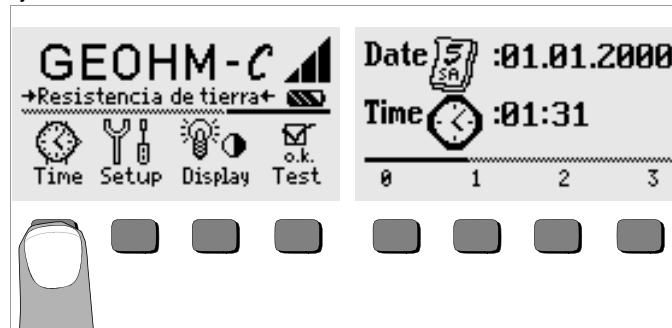 GEOHM-C
→Resistencia de tierra←
Time Setup Display o.k. Test
Date 5 SA :01.01.2000
Time :01:31
0 1 2 3